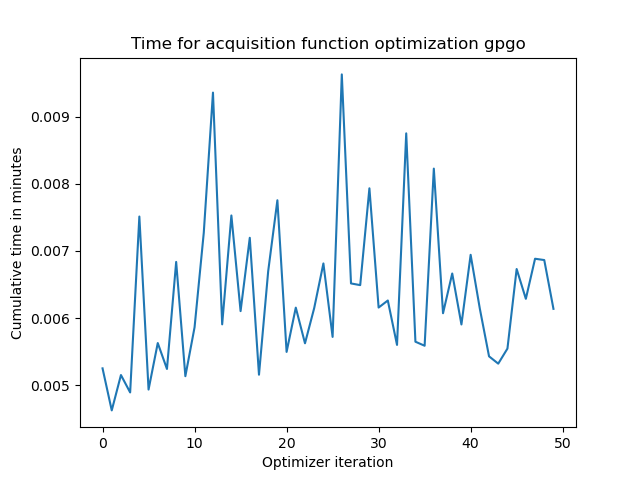 Time for acquisition function optimization gpgo
Cumulative time in minutes
0.009
0.008
0.007
0.006
0.005
0 10 20 30 40 50
Optimizer iteration